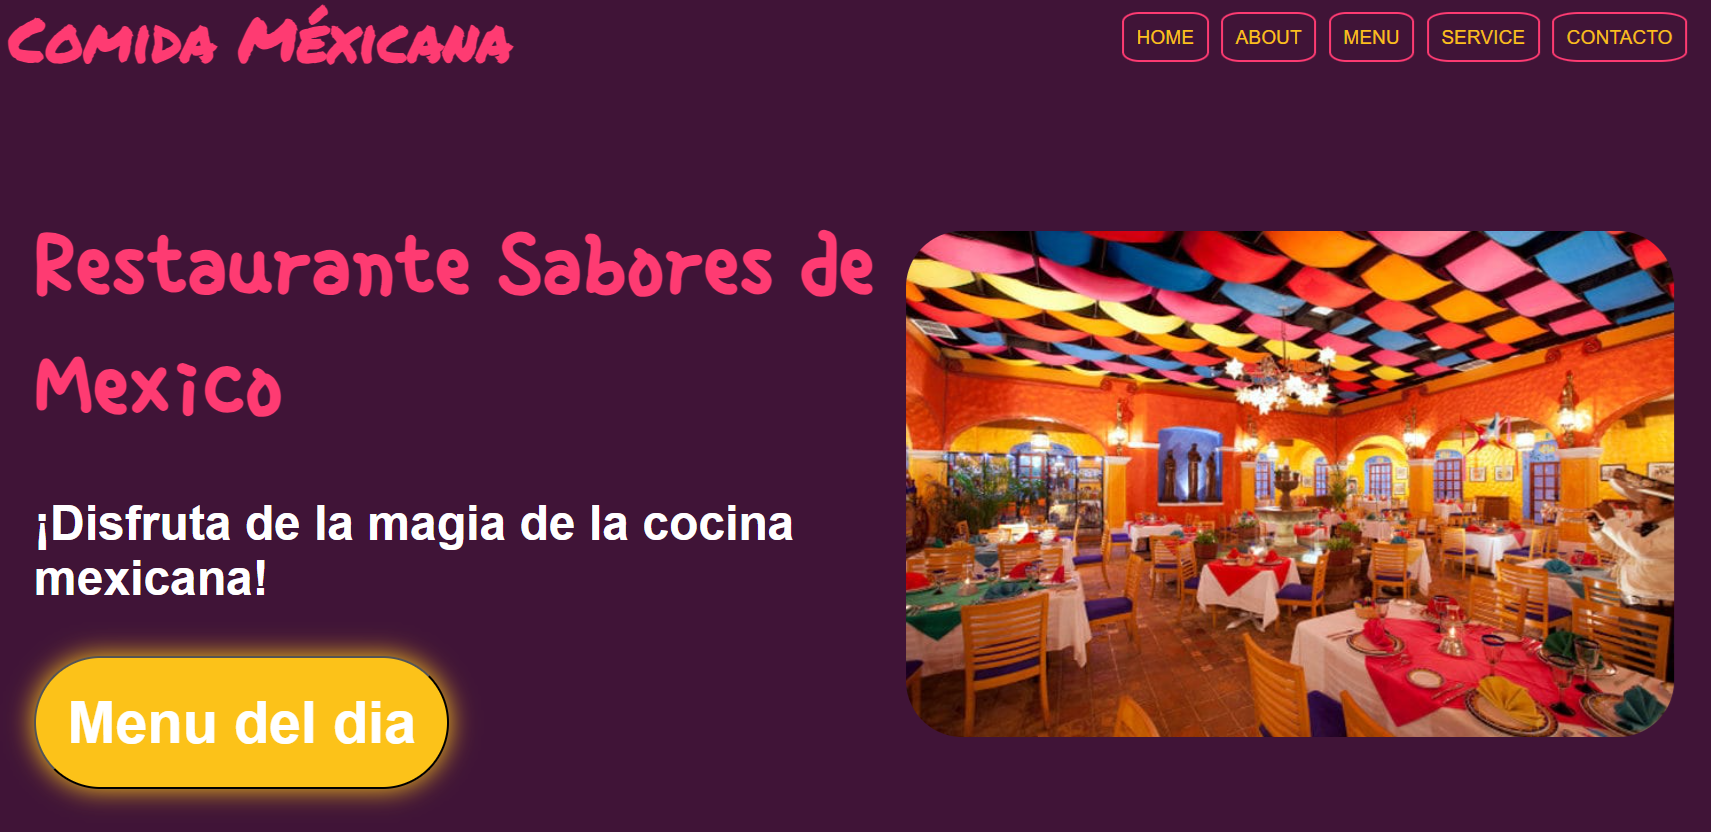 Comida Méxicana
HOME
ABOUT
MENU
SERVICE
CONTACTO
Restaurante Sabores de
Mexico
¡Disfruta de la magia de la cocina
mexicana!
Menu del dia